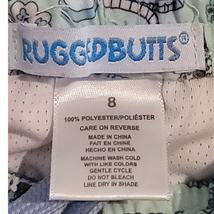 RUGGEDBUTTS
8
100% POLYESTER/POLIÉSTER
CARE ON REVERSE
MADE IN CHINA
FAIT EN CHINE
HECHO EN CHINA
MACHINE WASH COLD
WITH LIKE COLORS
GENTLE CYCLE
DO NOT BLEACH
LINE DRY IN SHADE